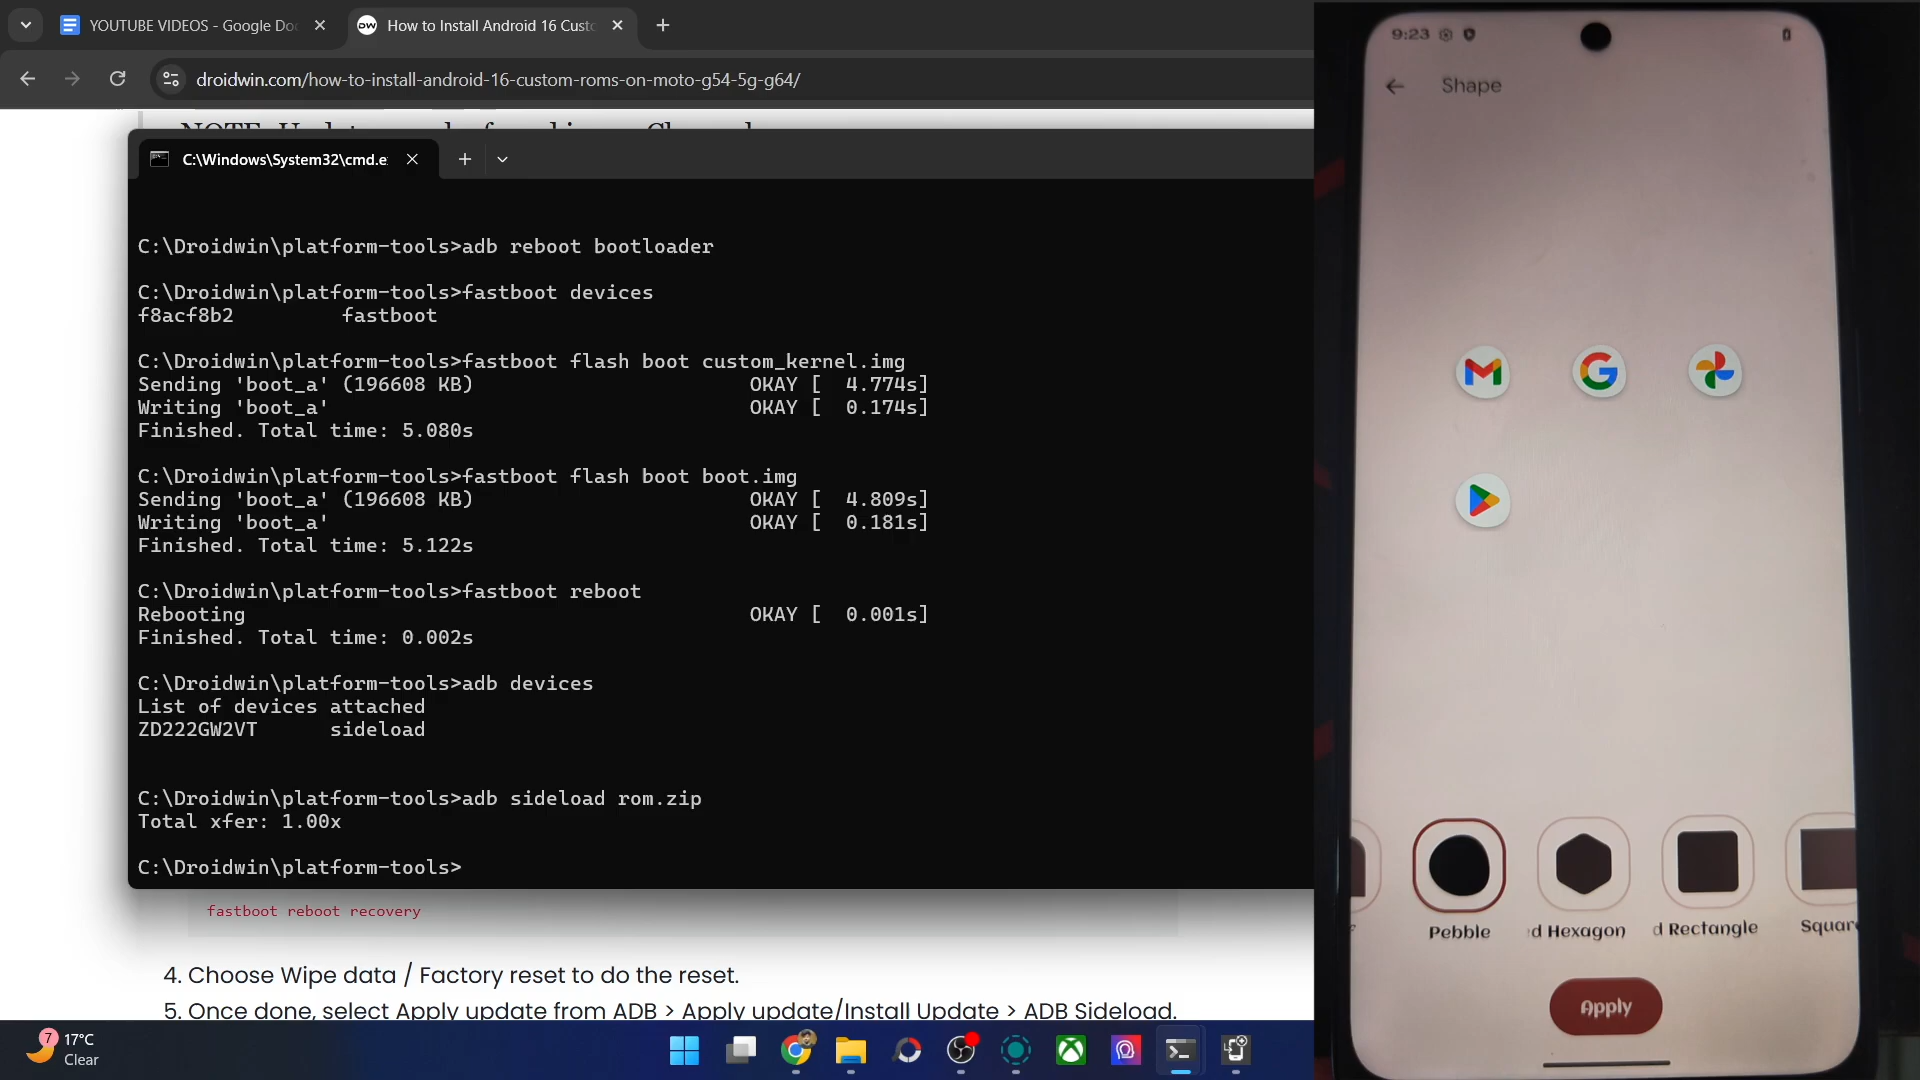 YOUTUBE VIDEOS - Google Do
How to Install Android 16 Cust
droidwin.com/how-to-install-android-16-custom-roms-on-moto-g54-5g-g64/
C:\Windows\System32\cmd.e
C:\Droidwin\platform-tools>adb reboot bootloader
C:\Droidwin\platform-tools>fastboot devices
f8acf8b2 fastboot
C:\Droidwin\platform-tools>fastboot flash boot custom_kernel.img
Sending 'boot_a' (196608 KB) OKAY [ 4.774s]
Writing 'boot_a' OKAY [ 0.174s]
Finished. Total time: 5.080s
C:\Droidwin\platform-tools>fastboot flash boot boot.img
Sending 'boot_a' (196608 KB) OKAY [ 4.809s]
Writing 'boot_a' OKAY [ 0.181s]
Finished. Total time: 5.122s
C:\Droidwin\platform-tools>fastboot reboot
Rebooting OKAY [ 0.001s]
Finished. Total time: 0.002s
C:\Droidwin\platform-tools>adb devices
List of devices attached
ZD222GW2VT sideload
C:\Droidwin\platform-tools>adb sideload rom.zip
Total xfer: 1.00x
C:\Droidwin\platform-tools>
fastboot reboot recovery
4. Choose Wipe data / Factory reset to do the reset.
5. Once done, select Apply update from ADB > Apply update/Install Update > ADB Sideload.
7
17°C
Clear
9:23
Shape
Pebble
d Hexagon
d Rectangle
Square
Apply